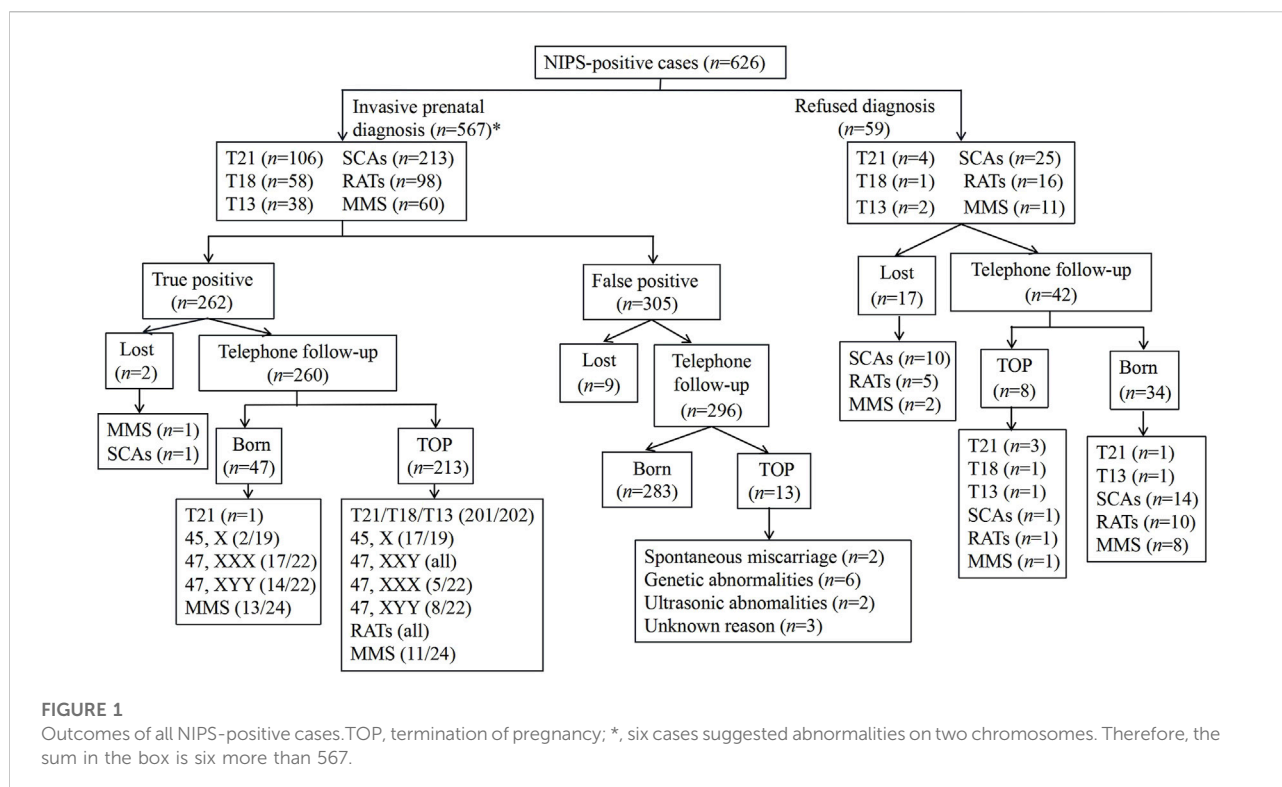 NIPS-positive cases (n=626)
Invasive prenatal
diagnosis (n=567)*
T21 (n=106) SCAs (n=213)
T18 (n=58) RATs (n=98)
T13 (n=38) MMS (n=60)
Refused diagnosis
(n=59)
T21 (n=4) SCAs (n=25)
T18 (n=1) RATs (n=16)
T13 (n=2) MMS (n=11)
True positive
(n=262)
False positive
(n=305)
Lost
(n=17)
Telephone follow-up
(n=42)
Lost
(n=2)
Telephone follow-up
(n=260)
Lost
(n=9)
Telephone
follow-up
(n=296)
SCAs (n=10)
RATs (n=5)
MMS (n=2)
TOP
(n=8)
Born
(n=34)
MMS (n=1)
SCAs (n=1)
Born
(n=47)
TOP
(n=213)
Born
(n=283)
TOP
(n=13)
T21 (n=3)
T18 (n=1)
T13 (n=1)
SCAs (n=1)
RATs (n=1)
MMS (n=1)
T21 (n=1)
T13 (n=1)
SCAs (n=14)
RATs (n=10)
MMS (n=8)
T21 (n=1)
45, X (2/19)
47, XXX (17/22)
47, XYY (14/22)
MMS (13/24)
T21/T18/T13 (201/202)
45, X (17/19)
47, XXY (all)
47, XXX (5/22)
47, XYY (8/22)
RATs (all)
MMS (11/24)
Spontaneous miscarriage (n=2)
Genetic abnormalities (n=6)
Ultrasonic abnomalities (n=2)
Unknown reason (n=3)
FIGURE 1
Outcomes of all NIPS-positive cases.TOP, termination of pregnancy; *, six cases suggested abnormalities on two chromosomes. Therefore, the
sum in the box is six more than 567.